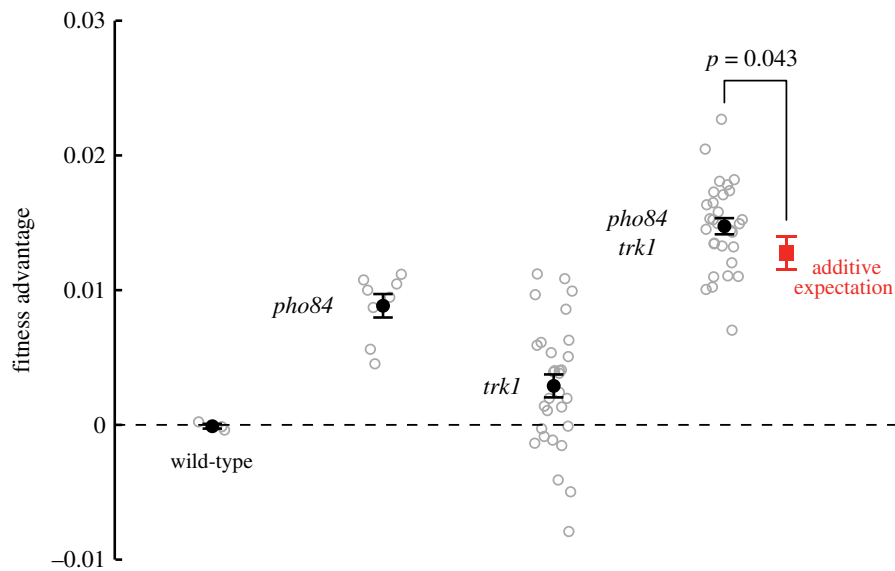 0.03
p = 0.043
0.02
fitness advantage
pho84
trk1
additive
expectation
0.01
pho84
trk1
0
wild-type
–0.01